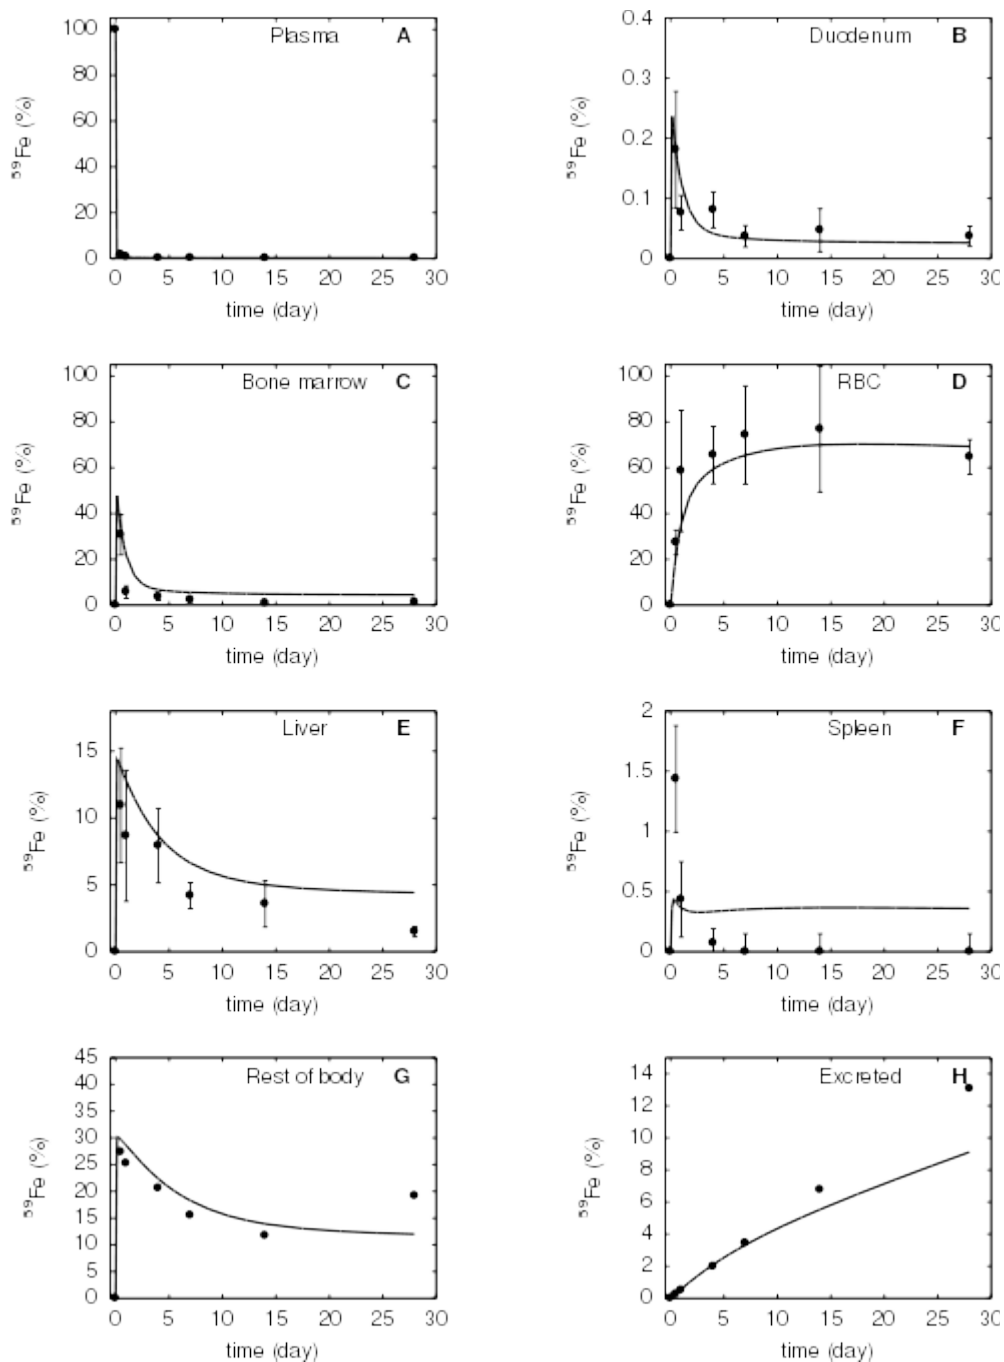 Plasma A
100
80
60
40
20
0
⁵⁹Fe (%)
0 5 10 15 20 25 30
time (day)
Duodenum B
0.4
0.3
0.2
0.1
0
⁵⁹Fe (%)
0 5 10 15 20 25 30
time (day)
Bone marrow C
100
80
60
40
20
0
⁵⁹Fe (%)
0 5 10 15 20 25 30
time (day)
RBC D
100
80
60
40
20
0
⁵⁹Fe (%)
0 5 10 15 20 25 30
time (day)
Liver E
15
10
5
0
⁵⁹Fe (%)
0 5 10 15 20 25 30
time (day)
Spleen F
2
1.5
1
0.5
0
⁵⁹Fe (%)
0 5 10 15 20 25 30
time (day)
Rest of body G
45
40
35
30
25
20
15
10
5
0
⁵⁹Fe (%)
0 5 10 15 20 25 30
time (day)
Excreted H
14
12
10
8
6
4
2
0
⁵⁹Fe (%)
0 5 10 15 20 25 30
time (day)